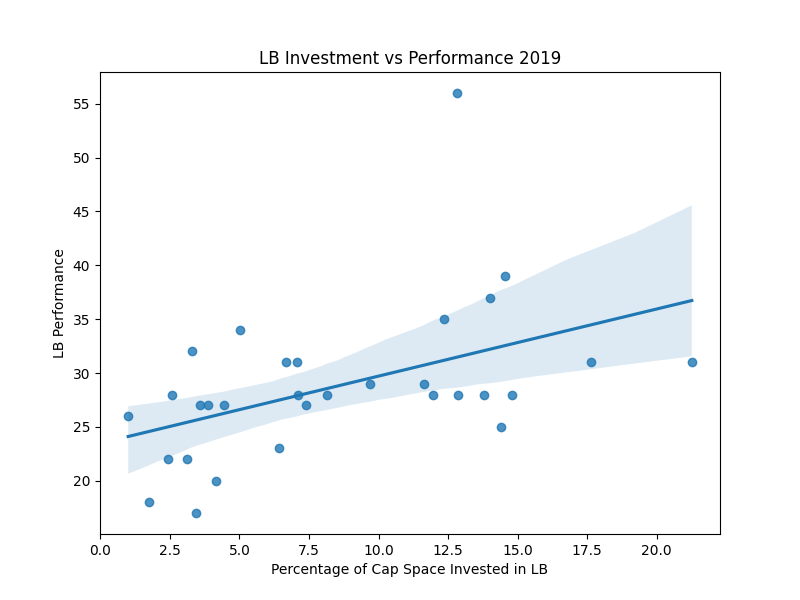 LB Investment vs Performance 2019
55
50
45
40
35
30
25
20
LB Performance
0.0 2.5 5.0 7.5 10.0 12.5 15.0 17.5 20.0
Percentage of Cap Space Invested in LB